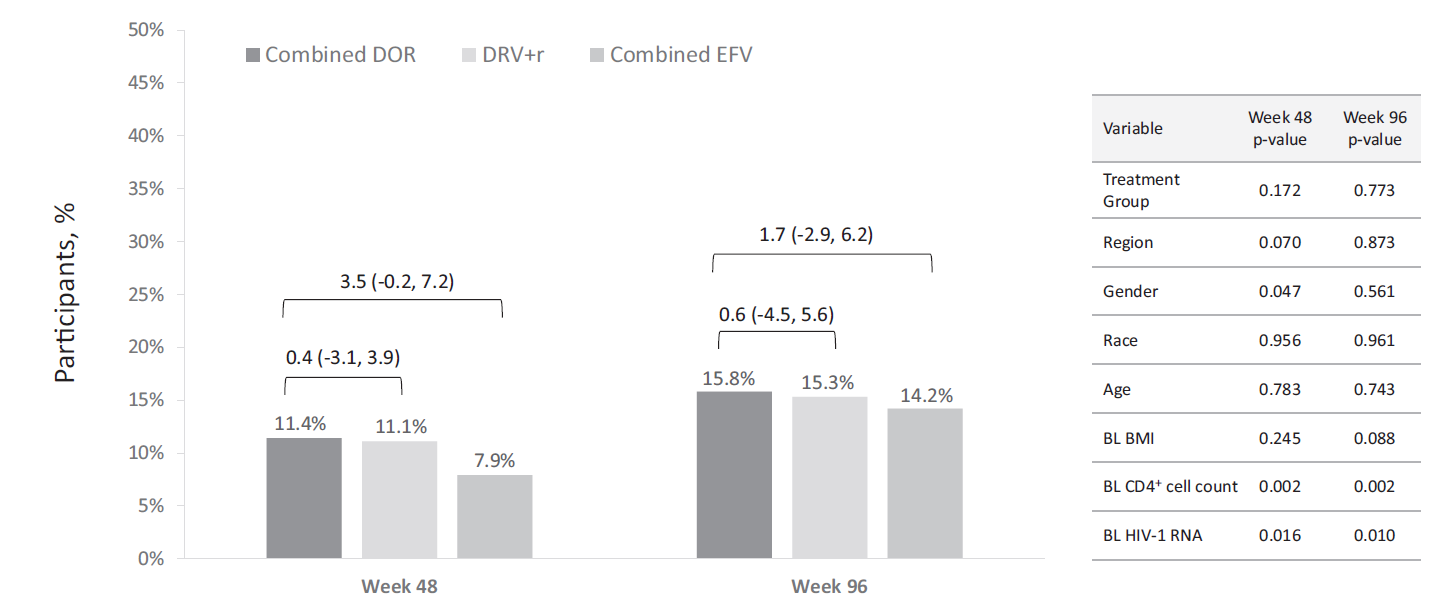 50%
45%
40%
35%
30%
25%
20%
15%
10%
5%
0%
Participants, %
Combined DOR DRV+r Combined EFV
3.5 (-0.2, 7.2)
0.4 (-3.1, 3.9)
11.4% 11.1% 7.9%
Week 48
1.7 (-2.9, 6.2)
0.6 (-4.5, 5.6)
15.8% 15.3% 14.2%
Week 96
Variable Week 48 p-value Week 96 p-value
Treatment Group 0.172 0.773
Region 0.070 0.873
Gender 0.047 0.561
Race 0.956 0.961
Age 0.783 0.743
BL BMI 0.245 0.088
BL CD4⁺ cell count 0.002 0.002
BL HIV-1 RNA 0.016 0.010